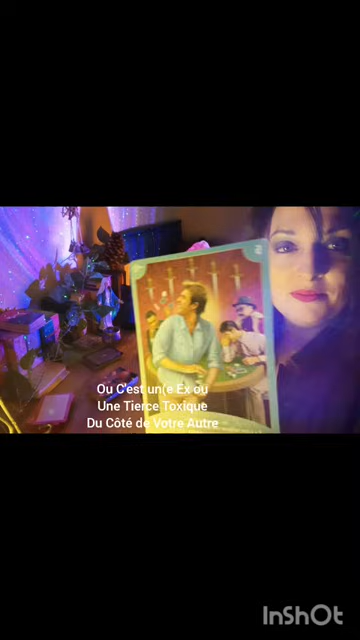 Ou C'est un(e Ex ou
Une Tierce Toxique
Du Côté de Votre Autre
InShOt